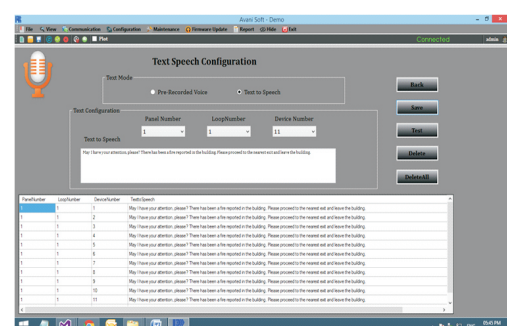 Avani Soft - Demo
File View Communication Configuration Maintenance Firmware Update Report Hide Exit
Plot Connected admin
Text Speech Configuration
Text Mode
Pre-Recorded Voice Text to Speech
Back
Save
Text Configuration
Panel Number LoopNumber Device Number
1 1 11
Test
Text to Speech
May I have your attention, please? There has been a fire reported in the building. Please proceed to the nearest exit and leave the building.
Delete
DeleteAll
PanelNumber LoopNumber DeviceNumber TexttoSpeech
1 1 1 May I have your attention, please? There has been a fire reported in the building. Please proceed to the nearest exit and leave the building.
1 1 2 May I have your attention, please? There has been a fire reported in the building. Please proceed to the nearest exit and leave the building.
1 1 3 May I have your attention, please? There has been a fire reported in the building. Please proceed to the nearest exit and leave the building.
1 1 4 May I have your attention, please? There has been a fire reported in the building. Please proceed to the nearest exit and leave the building.
1 1 5 May I have your attention, please? There has been a fire reported in the building. Please proceed to the nearest exit and leave the building.
1 1 6 May I have your attention, please? There has been a fire reported in the building. Please proceed to the nearest exit and leave the building.
1 1 7 May I have your attention, please? There has been a fire reported in the building. Please proceed to the nearest exit and leave the building.
1 1 8 May I have your attention, please? There has been a fire reported in the building. Please proceed to the nearest exit and leave the building.
1 1 9 May I have your attention, please? There has been a fire reported in the building. Please proceed to the nearest exit and leave the building.
1 1 10 May I have your attention, please? There has been a fire reported in the building. Please proceed to the nearest exit and leave the building.
1 1 11 May I have your attention, please? There has been a fire reported in the building. Please proceed to the nearest exit and leave the building.
05:45 PM